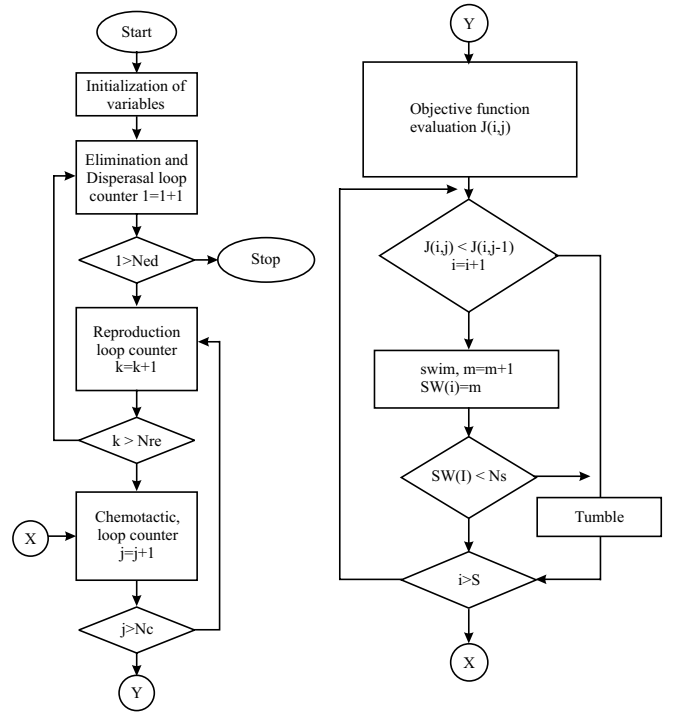 Start
Initialization of
variables
Elimination and
Disperasal loop
counter 1=1+1
1>Ned
Stop
Reproduction
loop counter
k=k+1
k > Nre
X
Chemotactic,
loop counter
j=j+1
j>Nc
Y
Y
Objective function
evaluation J(i,j)
J(i,j) < J(i,j-1)
i=i+1
swim, m=m+1
SW(i)=m
SW(I) < Ns
Tumble
i>S
X